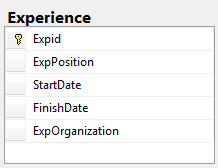 Experience
Expid
ExpPosition
StartDate
FinishDate
ExpOrganization